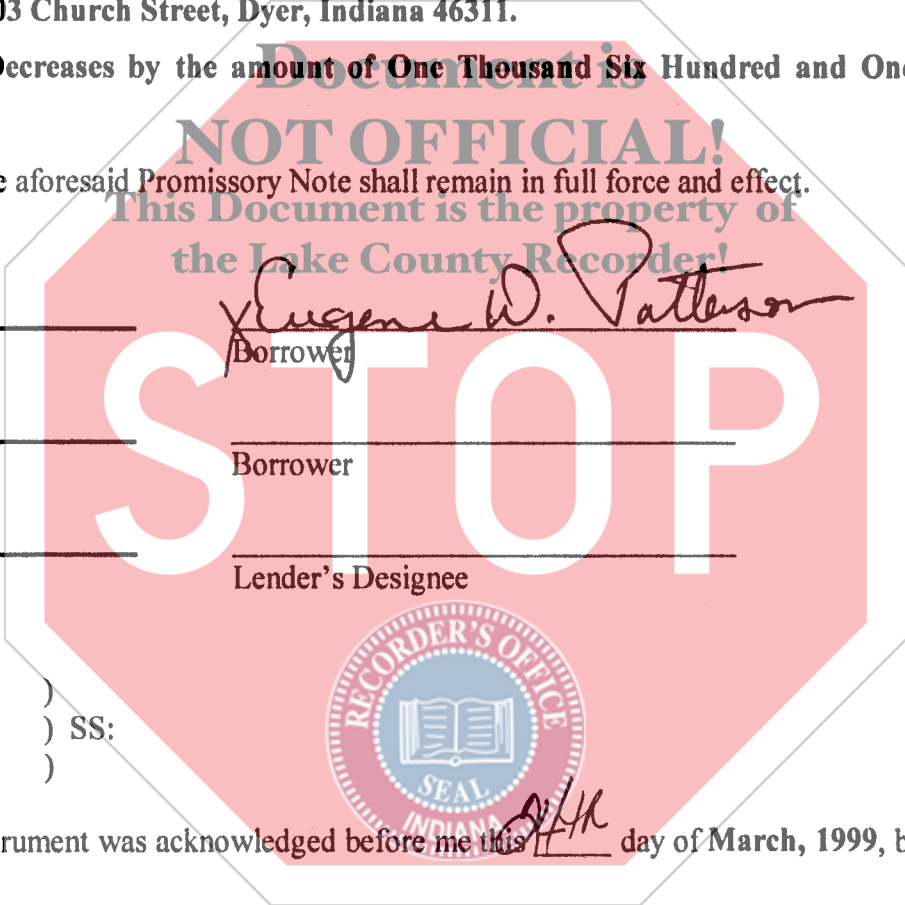 03 Church Street, Dyer, Indiana 46311.
Decreases by the amount of One Thousand Six Hundred and One
Document is
NOT OFFICIAL!
aforesaid Promissory Note shall remain in full force and effect.
This Document is the property of
the Lake County Recorder!
X Eugene W. Patterson
Borrower
STOP
Borrower
Lender's Designee
RECORDER'S OFFICE
SEAL
INDIANA
)
) SS:
)
rument was acknowledged before me this 24th day of March, 1999, b